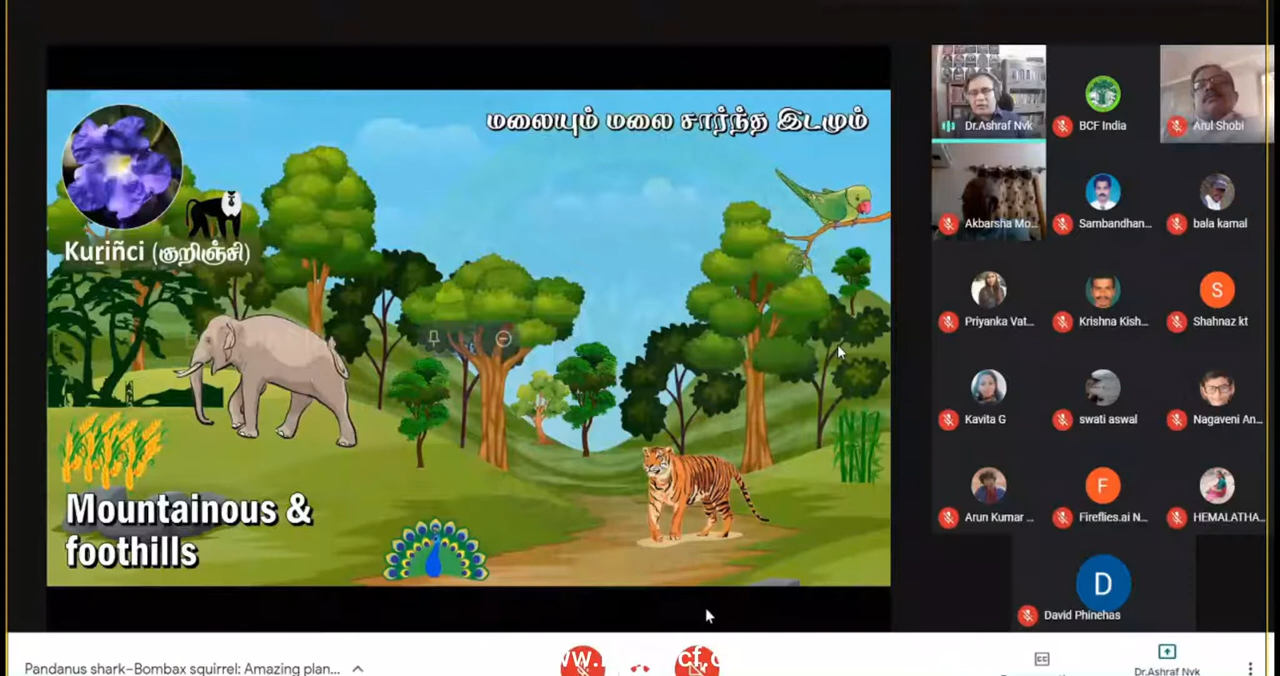 மலையும் மலை சார்ந்த இடமும்
Kuṟiñci (குறிஞ்சி)
Mountainous &
foothills
Dr.Ashraf Nvk
BCF India
Arul Shobi
Akbarsha Mo...
Sambandhan...
bala kamal
Priyanka Vat...
Krishna Kish...
S
Shahnaz kt
Kavita G
swati aswal
Nagaveni An...
Arun Kumar ...
F
Fireflies.ai N...
HEMALATHA...
D
David Phinehas
Pandanus shark–Bombax squirrel: Amazing plan...
CC
Dr.Ashraf Nvk